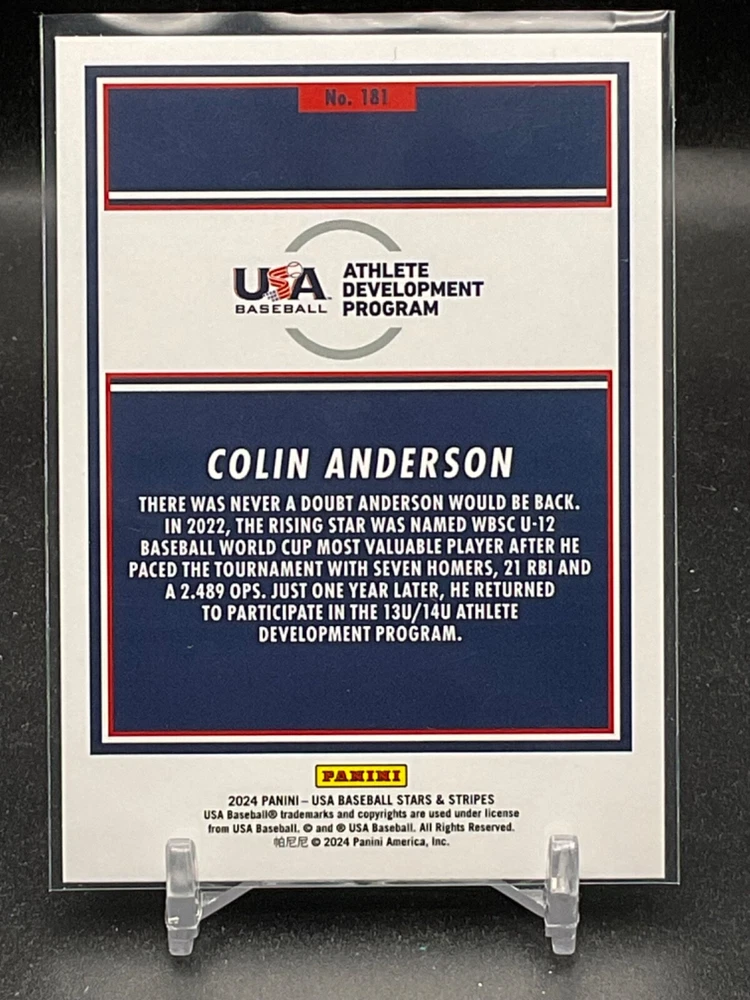 No. 181
USA
BASEBALL
ATHLETE
DEVELOPMENT
PROGRAM
COLIN ANDERSON
THERE WAS NEVER A DOUBT ANDERSON WOULD BE BACK.
IN 2022, THE RISING STAR WAS NAMED WBSC U-12
BASEBALL WORLD CUP MOST VALUABLE PLAYER AFTER HE
PACED THE TOURNAMENT WITH SEVEN HOMERS, 21 RBI AND
A 2.489 OPS. JUST ONE YEAR LATER, HE RETURNED
TO PARTICIPATE IN THE 13U/14U ATHLETE
DEVELOPMENT PROGRAM.
PANINI
2024 PANINI – USA BASEBALL STARS & STRIPES
USA Baseball® trademarks and copyrights are used under license
from USA Baseball. © and ® USA Baseball. All Rights Reserved.
帕尼尼 © 2024 Panini America, Inc.